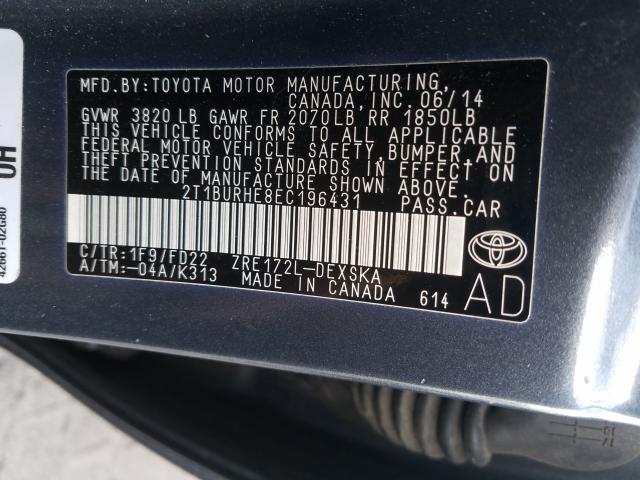 MFD. BY: TOYOTA MOTOR MANUFACTURING,
CANADA, INC. 06/14
GVWR 3820 LB GAWR FR 2070LB RR 1850LB
THIS VEHICLE CONFORMS TO ALL APPLICABLE
FEDERAL MOTOR VEHICLE SAFETY, BUMPER, AND
THEFT PREVENTION STANDARDS IN EFFECT ON
THE DATE OF MANUFACTURE SHOWN ABOVE.
2T1BURHE8EC196431 PASS. CAR
C/TR: 1F9/FD22 ZRE172L-DEXSKA
A/TM: -04A/K313 MADE IN CANADA 614
AD
42661-02G80